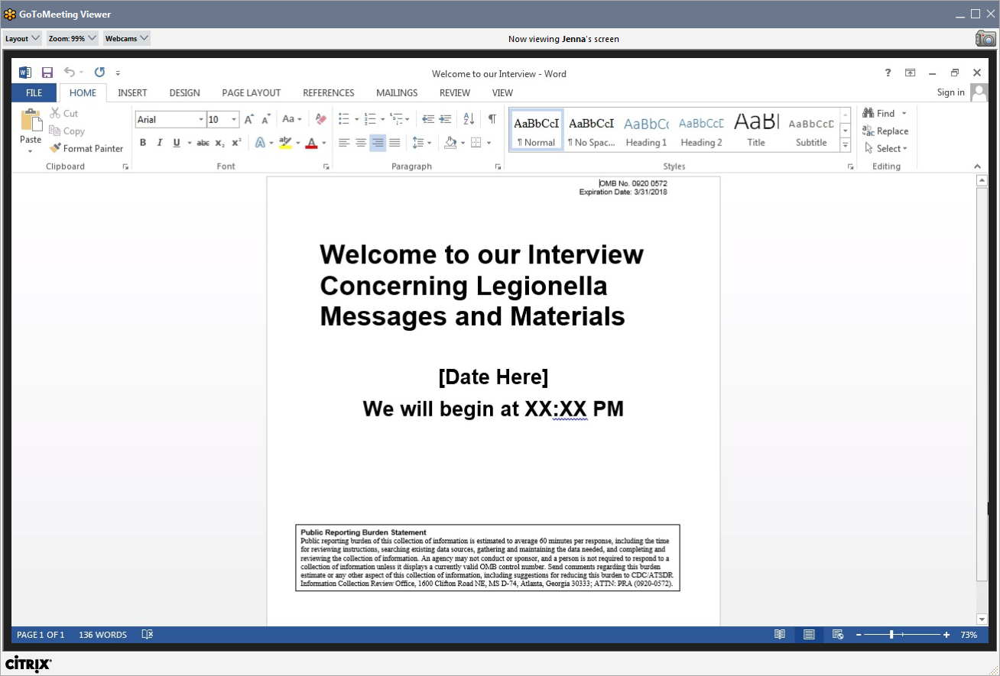 GoToMeeting Viewer
Layout Zoom: 99% Webcams Now viewing Jenna's screen
Welcome to our Interview - Word
?
FILE HOME INSERT DESIGN PAGE LAYOUT REFERENCES MAILINGS REVIEW VIEW Sign in
Paste
Cut
Copy
Format Painter
Clipboard
Arial 10 Aa
B I U abc X₂ X² A aby A
Font
Paragraph
AaBbCcI AaBbCcI AaBbC AaBbCcC AaBl AaBbCcD
¶ Normal ¶ No Spac... Heading 1 Heading 2 Title Subtitle
Styles
Find
Replace
Select
Editing
OMB No. 0920 0572
Expiration Date: 3/31/2018
Welcome to our Interview
Concerning Legionella
Messages and Materials
[Date Here]
We will begin at XX:XX PM
Public Reporting Burden Statement
Public reporting burden of this collection of information is estimated to average 60 minutes per response, including the time
for reviewing instructions, searching existing data sources, gathering and maintaining the data needed, and completing and
reviewing the collection of information. An agency may not conduct or sponsor, and a person is not required to respond to a
collection of information unless it displays a currently valid OMB control number. Send comments regarding this burden
estimate or any other aspect of this collection of information, including suggestions for reducing this burden to CDC/ATSDR
Information Collection Review Office, 1600 Clifton Road NE, MS D-74, Atlanta, Georgia 30333; ATTN: PRA (0920-0572).
PAGE 1 OF 1 136 WORDS 73%
CITRIX